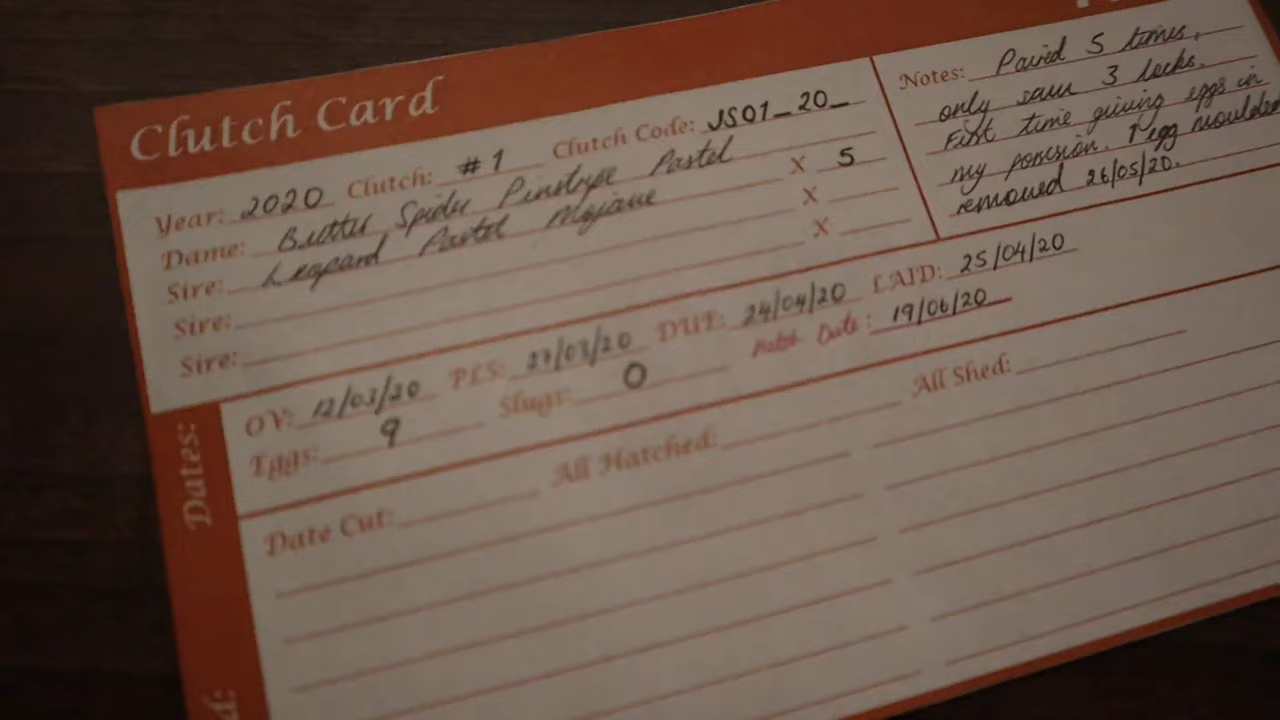 Clutch Card
Year: 2020 Clutch: #1 Clutch Code: JS01_20_
Dame: Butter Spider Pinstripe Pastel
Sire: Leopard Pastel Mojave X 5
Sire: X
Sire: X
Notes: Paired 5 times,
only saw 3 locks.
First time giving eggs in
my possesion. 1 egg moulded
removed 26/05/20.
Dates:
OV: 12/03/20 PLS: 27/03/20 DUE: 24/04/20 LAID: 25/04/20
Eggs: 9 Slugs: 0 Hatch Date: 19/06/20
Date Cut: All Hatched: All Shed: